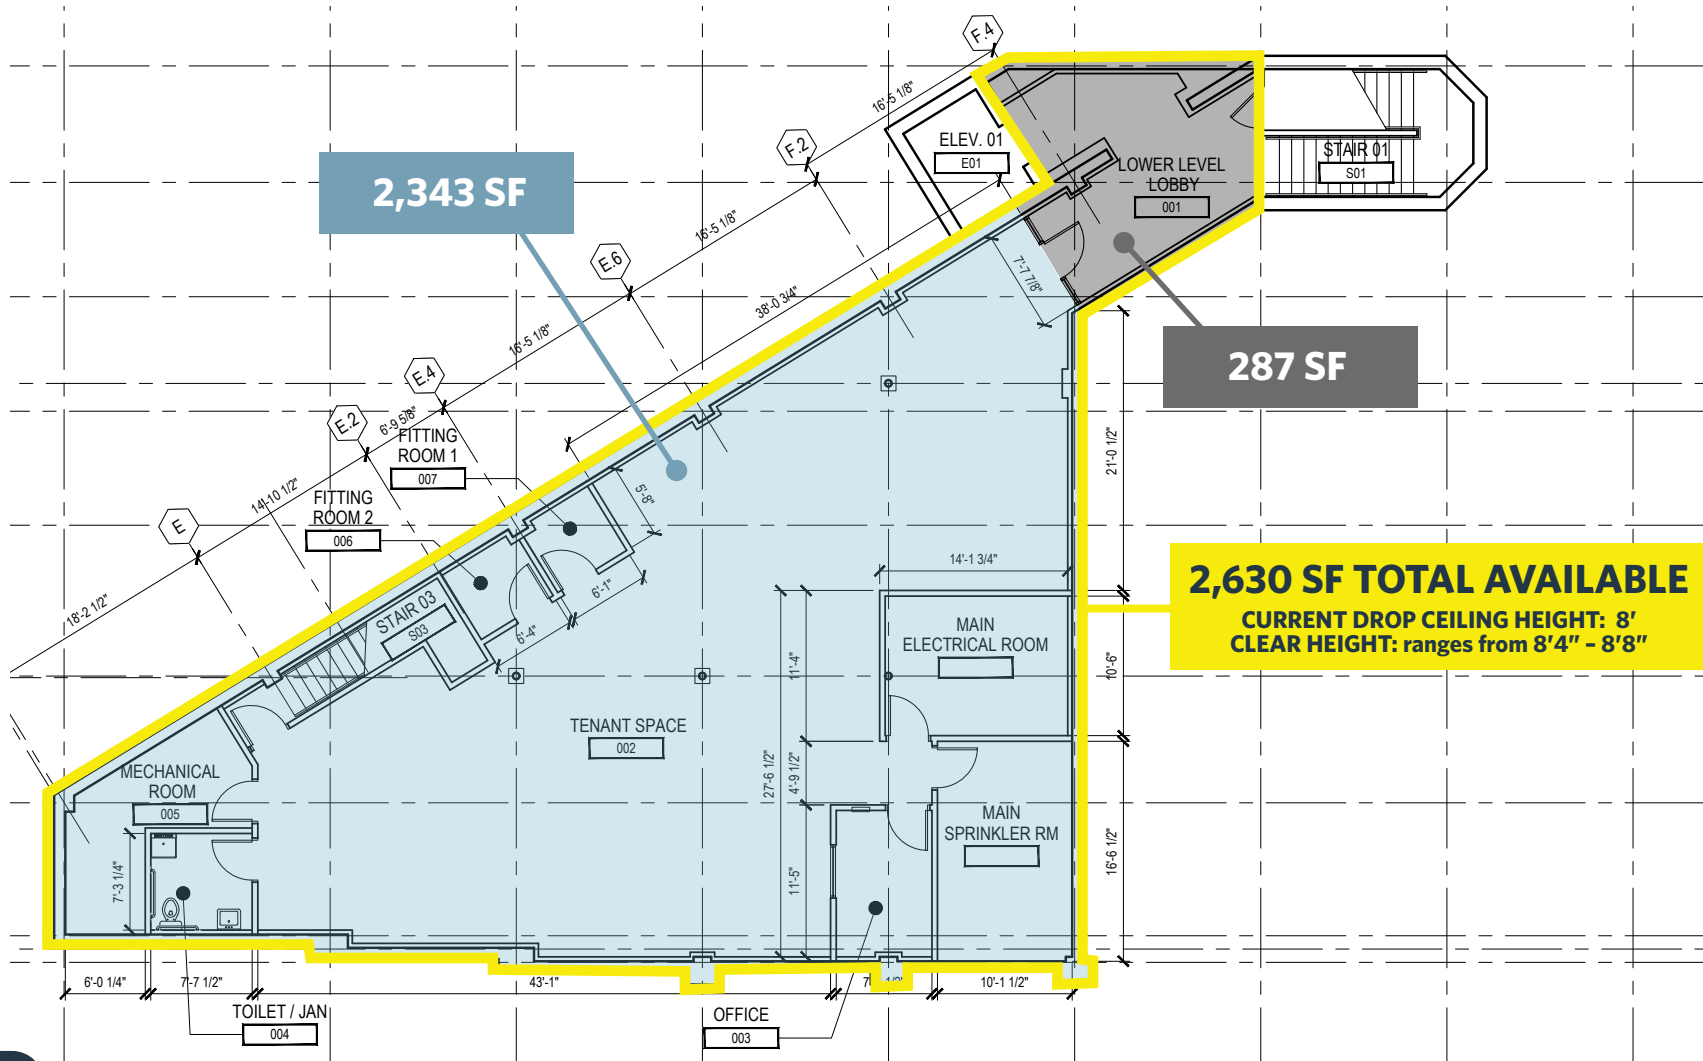 F.4
16'-5 1/8"
F.2
ELEV. 01
E01
LOWER LEVEL
LOBBY
001
STAIR 01
S01
2,343 SF
16'-5 1/8"
E.6
7'-7 7/8"
38'-0 3/4"
16'-5 1/8"
287 SF
E.4
6'-9 5/8"
E.2
FITTING
ROOM 1
007
21'-0 1/2"
14'-10 1/2"
FITTING
ROOM 2
006
5'-8"
E
14'-1 3/4"
2,630 SF TOTAL AVAILABLE
CURRENT DROP CEILING HEIGHT: 8'
CLEAR HEIGHT: ranges from 8'4" – 8'8"
18'-2 1/2"
STAIR 03
S03
6'-1"
6'-4"
MAIN
ELECTRICAL ROOM
11'-4"
10'-6"
TENANT SPACE
002
MECHANICAL
ROOM
005
27'-6 1/2"
4'-9 1/2"
MAIN
SPRINKLER RM
16'-6 1/2"
7'-3 1/4"
11'-5"
6'-0 1/4"
7'-7 1/2"
43'-1"
10'-1 1/2"
TOILET / JAN
004
OFFICE
003